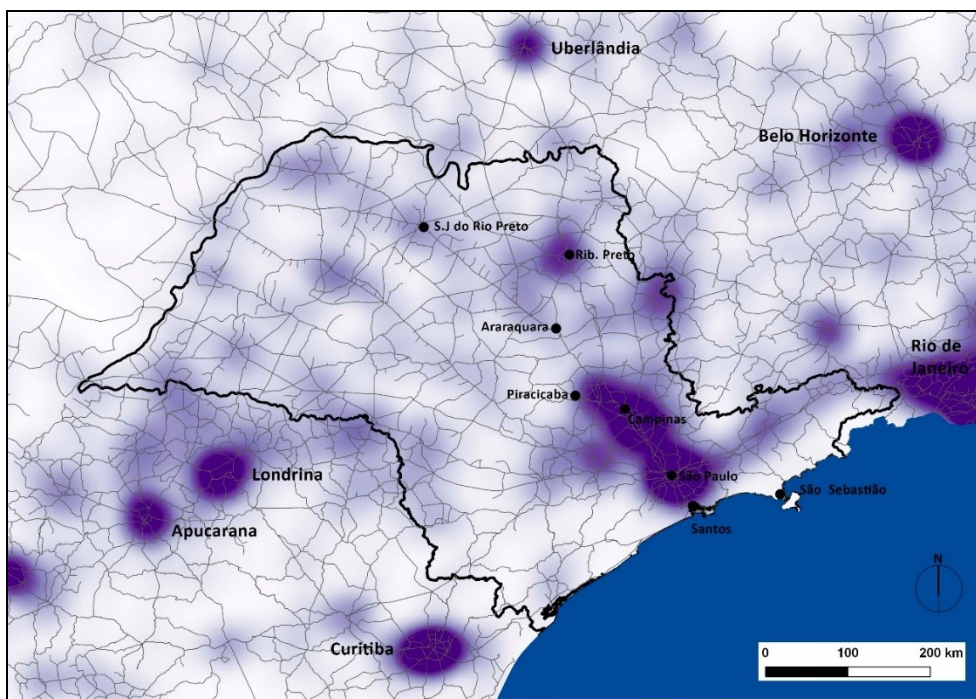 Uberlândia
Belo Horizonte
S.J do Rio Preto
Rib. Preto
Araraquara
Rio de
Janeiro
Piracicaba
Campinas
Londrina
São Paulo
São Sebastião
Apucarana
Santos
N
Curitiba
0 100 200 km